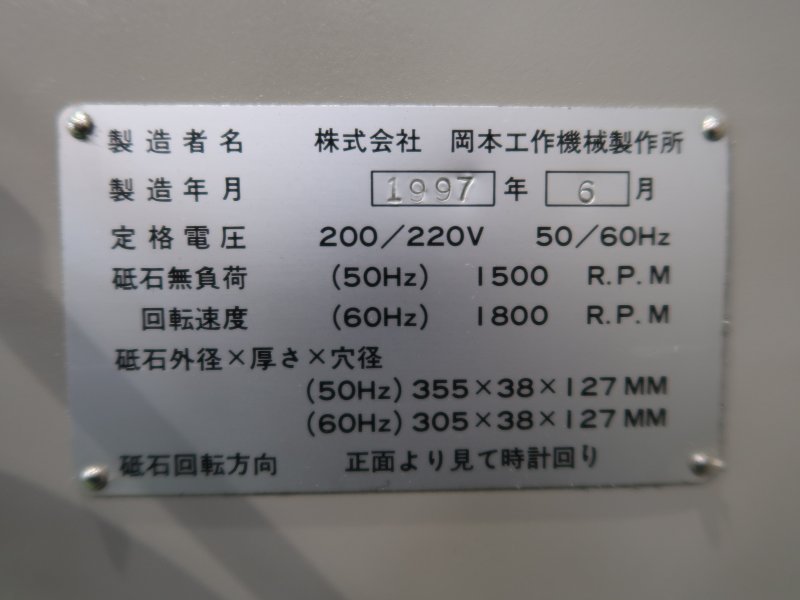 製造者名 株式会社 岡本工作機械製作所
製造年月 1997 年 6 月
定格電圧 200/220V 50/60Hz
砥石無負荷 (50Hz) 1500 R.P.M
回転速度 (60Hz) 1800 R.P.M
砥石外径×厚さ×穴径
(50Hz) 355×38×127MM
(60Hz) 305×38×127MM
砥石回転方向 正面より見て時計回り